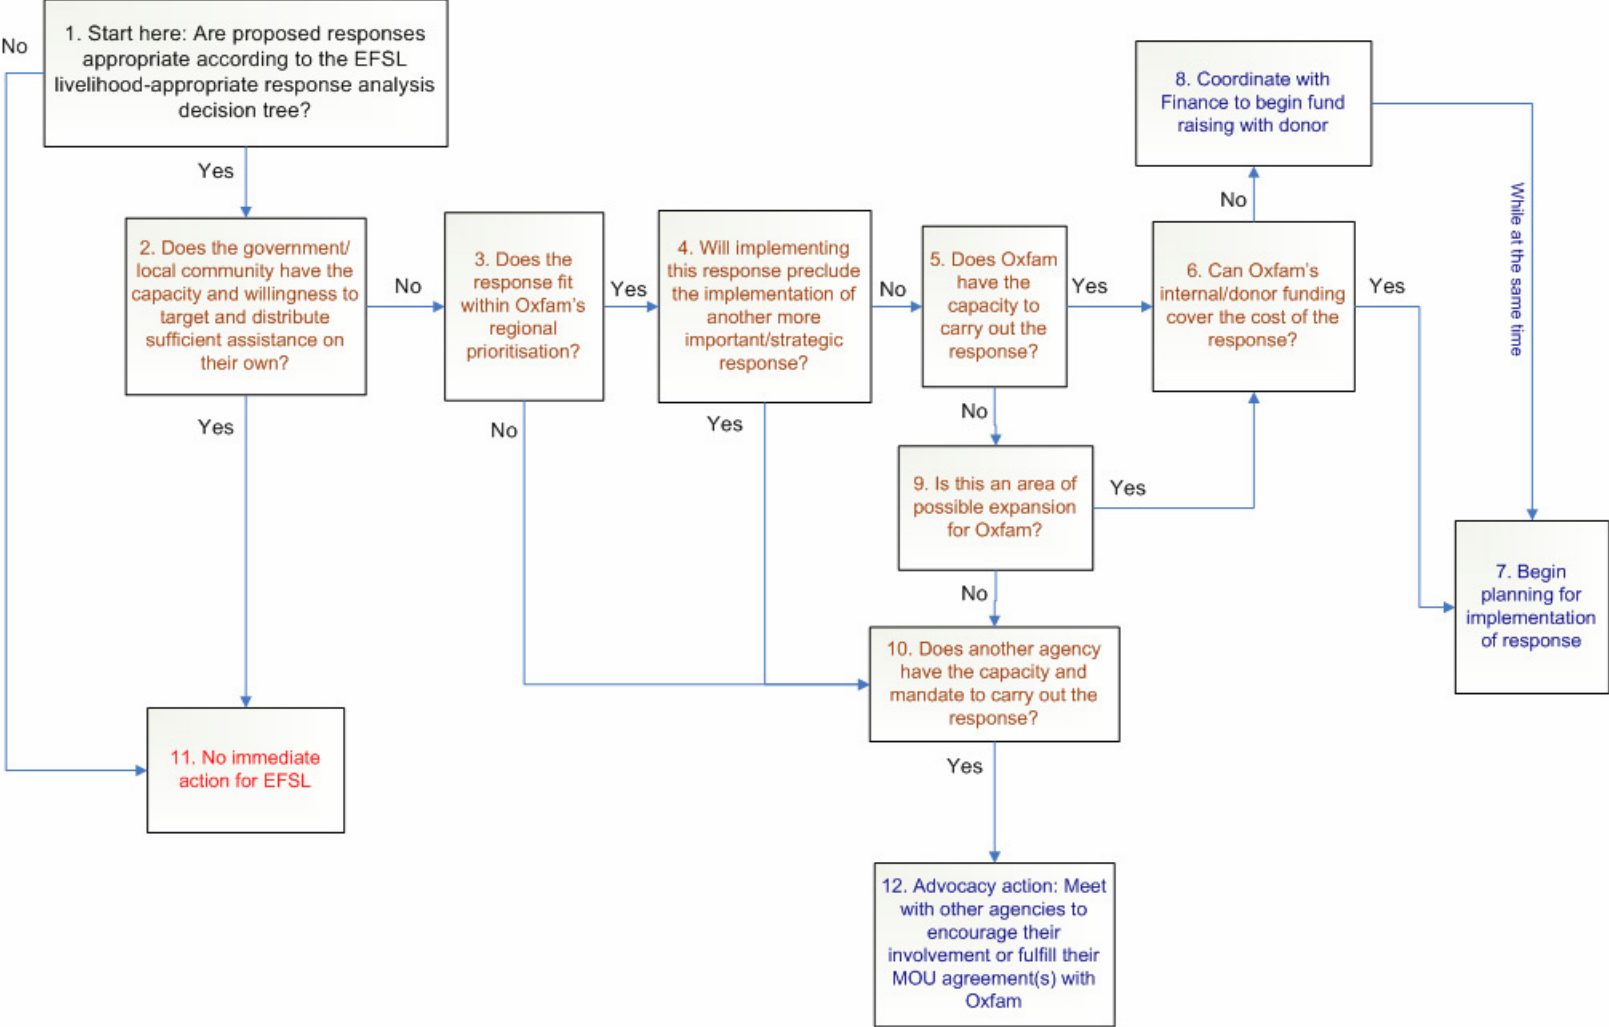 No
1. Start here: Are proposed responses
appropriate according to the EFSL
livelihood-appropriate response analysis
decision tree?
Yes
8. Coordinate with
Finance to begin fund
raising with donor
No
While at the same time
2. Does the government/
local community have the
capacity and willingness to
target and distribute
sufficient assistance on
their own?
No
3. Does the
response fit
within Oxfam's
regional
prioritisation?
Yes
4. Will implementing
this response preclude
the implementation of
another more
important/strategic
response?
No
5. Does Oxfam
have the
capacity to
carry out the
response?
Yes
6. Can Oxfam's
internal/donor funding
cover the cost of the
response?
Yes
Yes
No
Yes
No
9. Is this an area of
possible expansion
for Oxfam?
Yes
No
7. Begin
planning for
implementation
of response
10. Does another agency
have the capacity and
mandate to carry out the
response?
Yes
11. No immediate
action for EFSL
12. Advocacy action: Meet
with other agencies to
encourage their
involvement or fulfill their
MOU agreement(s) with
Oxfam